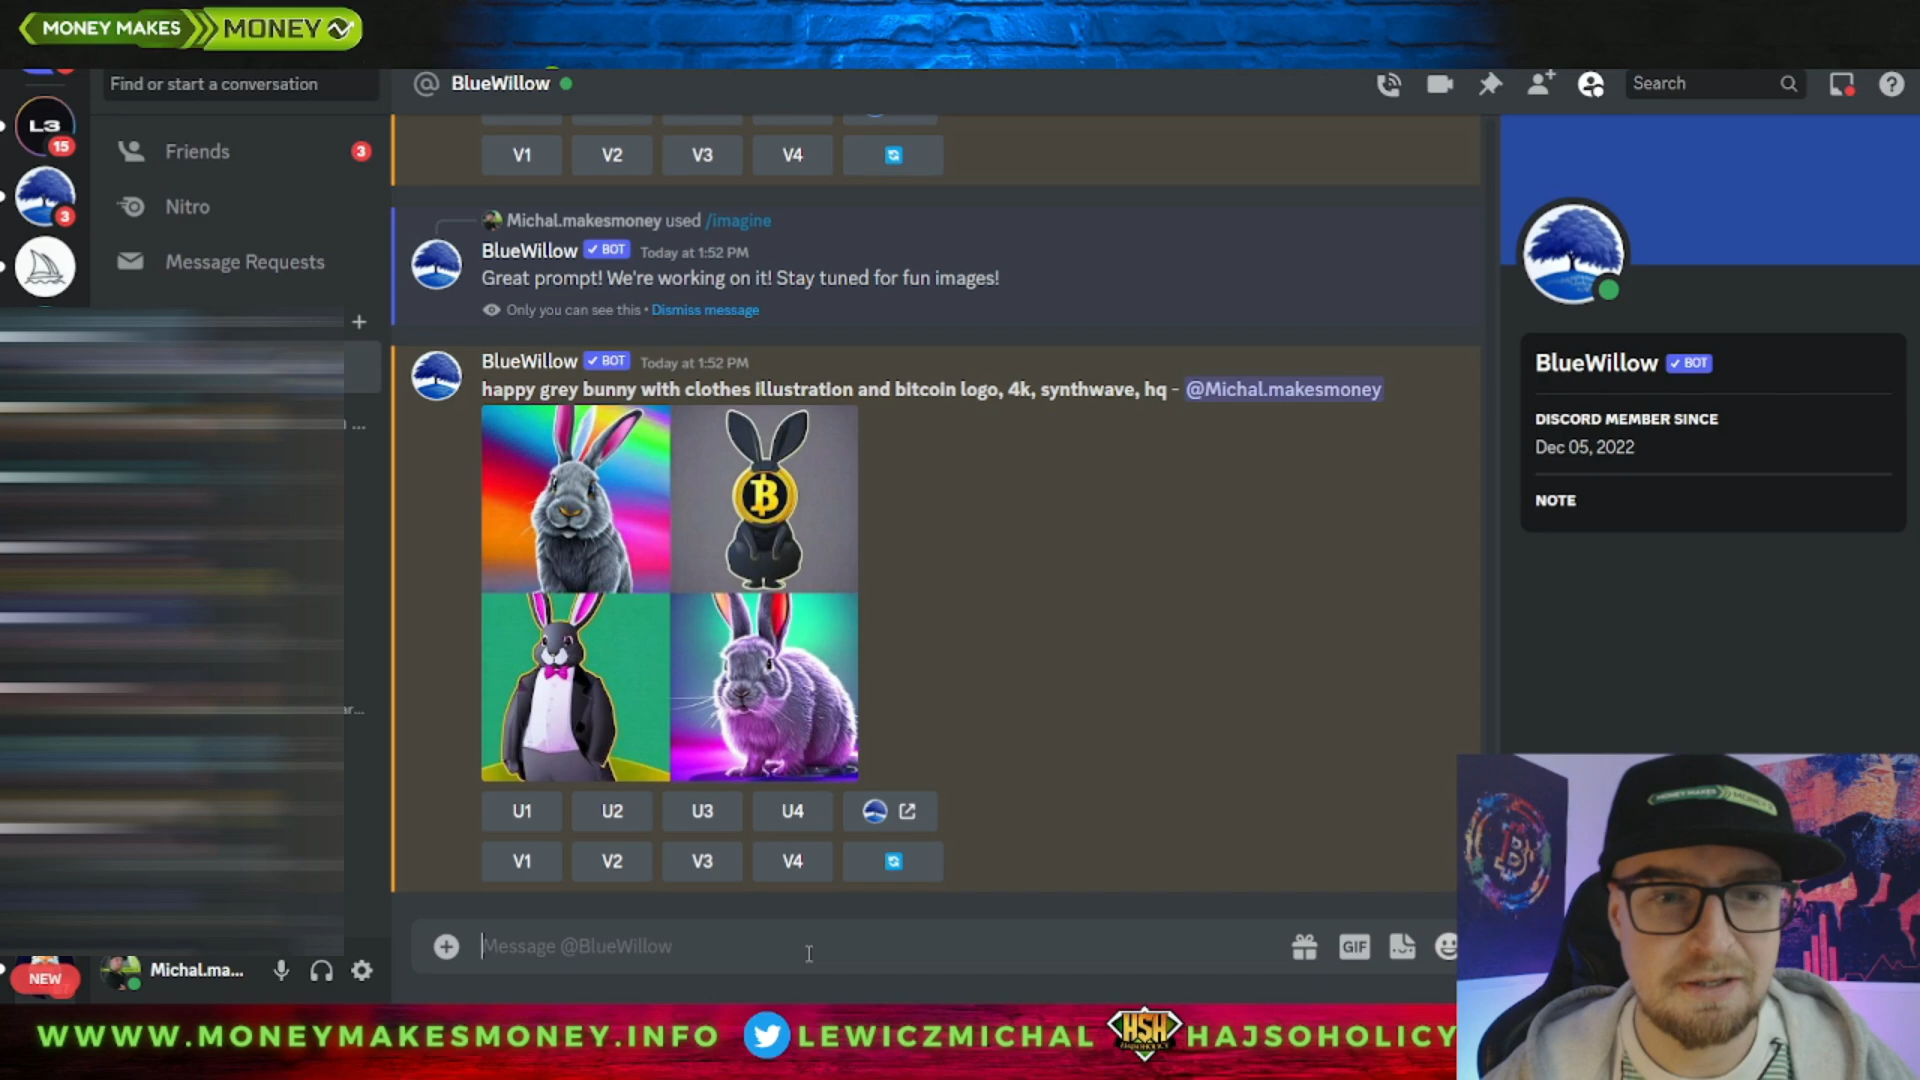 MONEY MAKES MONEY
Find or start a conversation
@ BlueWillow
Search
L3
15
Friends
3
3
Nitro
Message Requests
V1 V2 V3 V4
Michal.makesmoney used /imagine
BlueWillow BOT Today at 1:52 PM
Great prompt! We're working on it! Stay tuned for fun images!
Only you can see this • Dismiss message
BlueWillow BOT Today at 1:52 PM
happy grey bunny with clothes illustration and bitcoin logo, 4k, synthwave, hq - @Michal.makesmoney
U1 U2 U3 U4
V1 V2 V3 V4
Message @BlueWillow
GIF
BlueWillow BOT
DISCORD MEMBER SINCE
Dec 05, 2022
NOTE
NEW
Michal.ma...
MONEY MAKES MONEY
WWWW.MONEYMAKESMONEY.INFO LEWICZMICHAL HSH HAJSOHOLICY